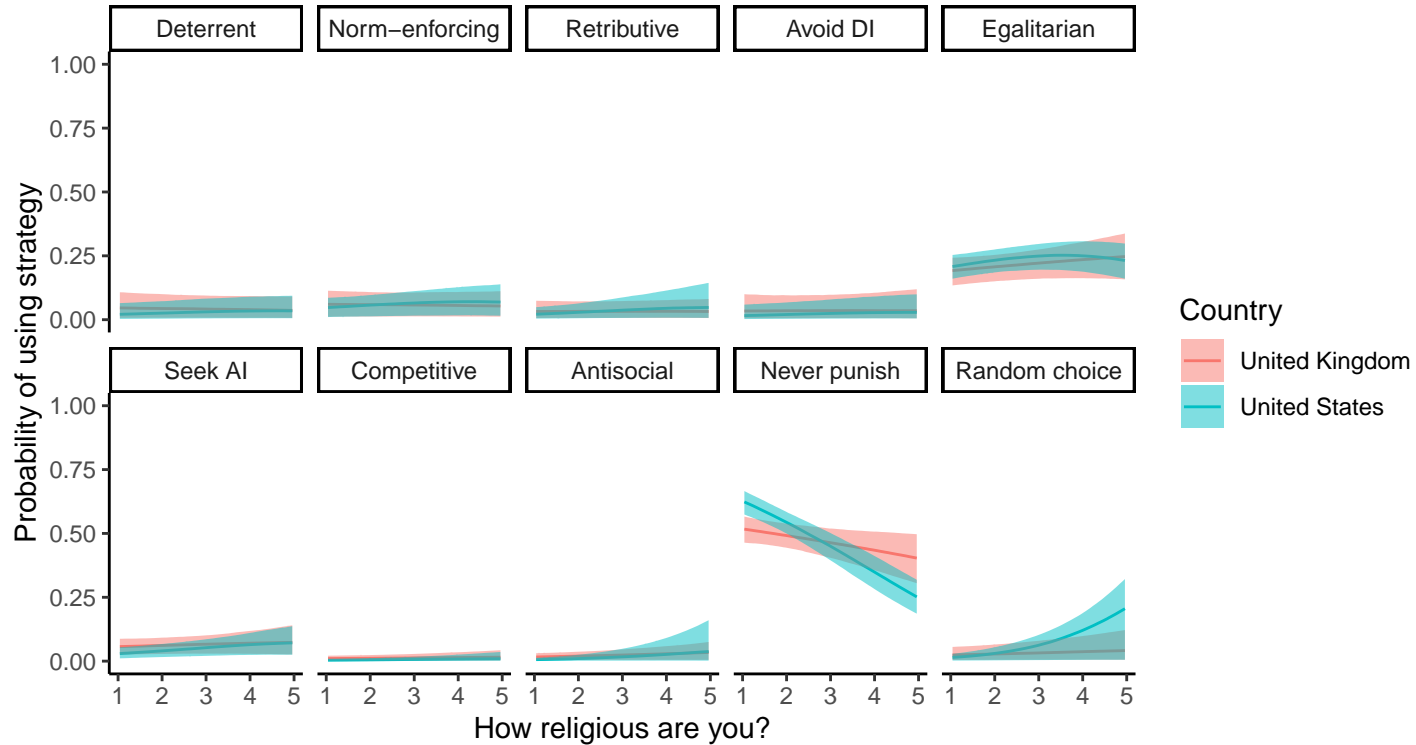 Deterrent Norm−enforcing Retributive Avoid DI Egalitarian
1.00
0.75
0.50
0.25
0.00
Seek AI Competitive Antisocial Never punish Random choice
1.00
0.75
0.50
0.25
0.00
1 2 3 4 5 1 2 3 4 5 1 2 3 4 5 1 2 3 4 5 1 2 3 4 5
How religious are you?
Probability of using strategy
Country
United Kingdom
United States